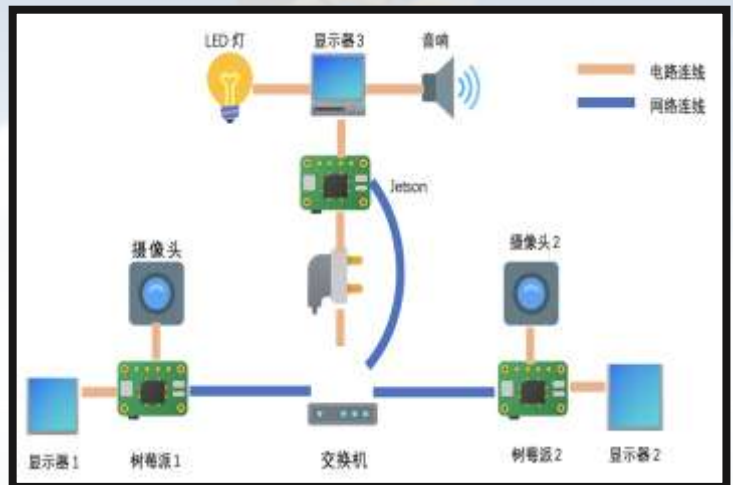 LED 灯
显示器3
音响
电路连线
网络连线
Jetson
摄像头
摄像头2
显示器1
树莓派1
交换机
树莓派2
显示器2